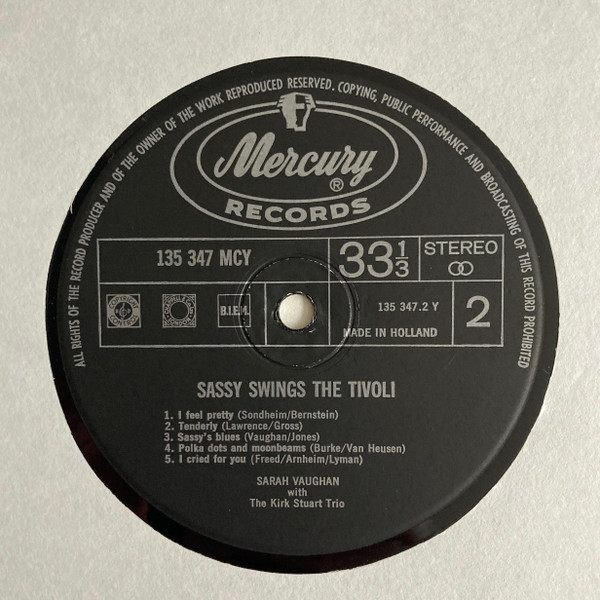 ALL RIGHTS OF THE RECORD PRODUCER AND OF THE OWNER OF THE WORK REPRODUCED RESERVED. COPYING, PUBLIC PERFORMANCE AND BROADCASTING OF THIS RECORD PROHIBITED
Mercury ®
RECORDS
135 347 MCY
33 1/3
STEREO
B.I.E.M.
135 347.2 Y
MADE IN HOLLAND
2
SASSY SWINGS THE TIVOLI
1. I feel pretty (Sondheim/Bernstein)
2. Tenderly (Lawrence/Gross)
3. Sassy's blues (Vaughan/Jones)
4. Polka dots and moonbeams (Burke/Van Heusen)
5. I cried for you (Freed/Arnheim/Lyman)
SARAH VAUGHAN
with
The Kirk Stuart Trio